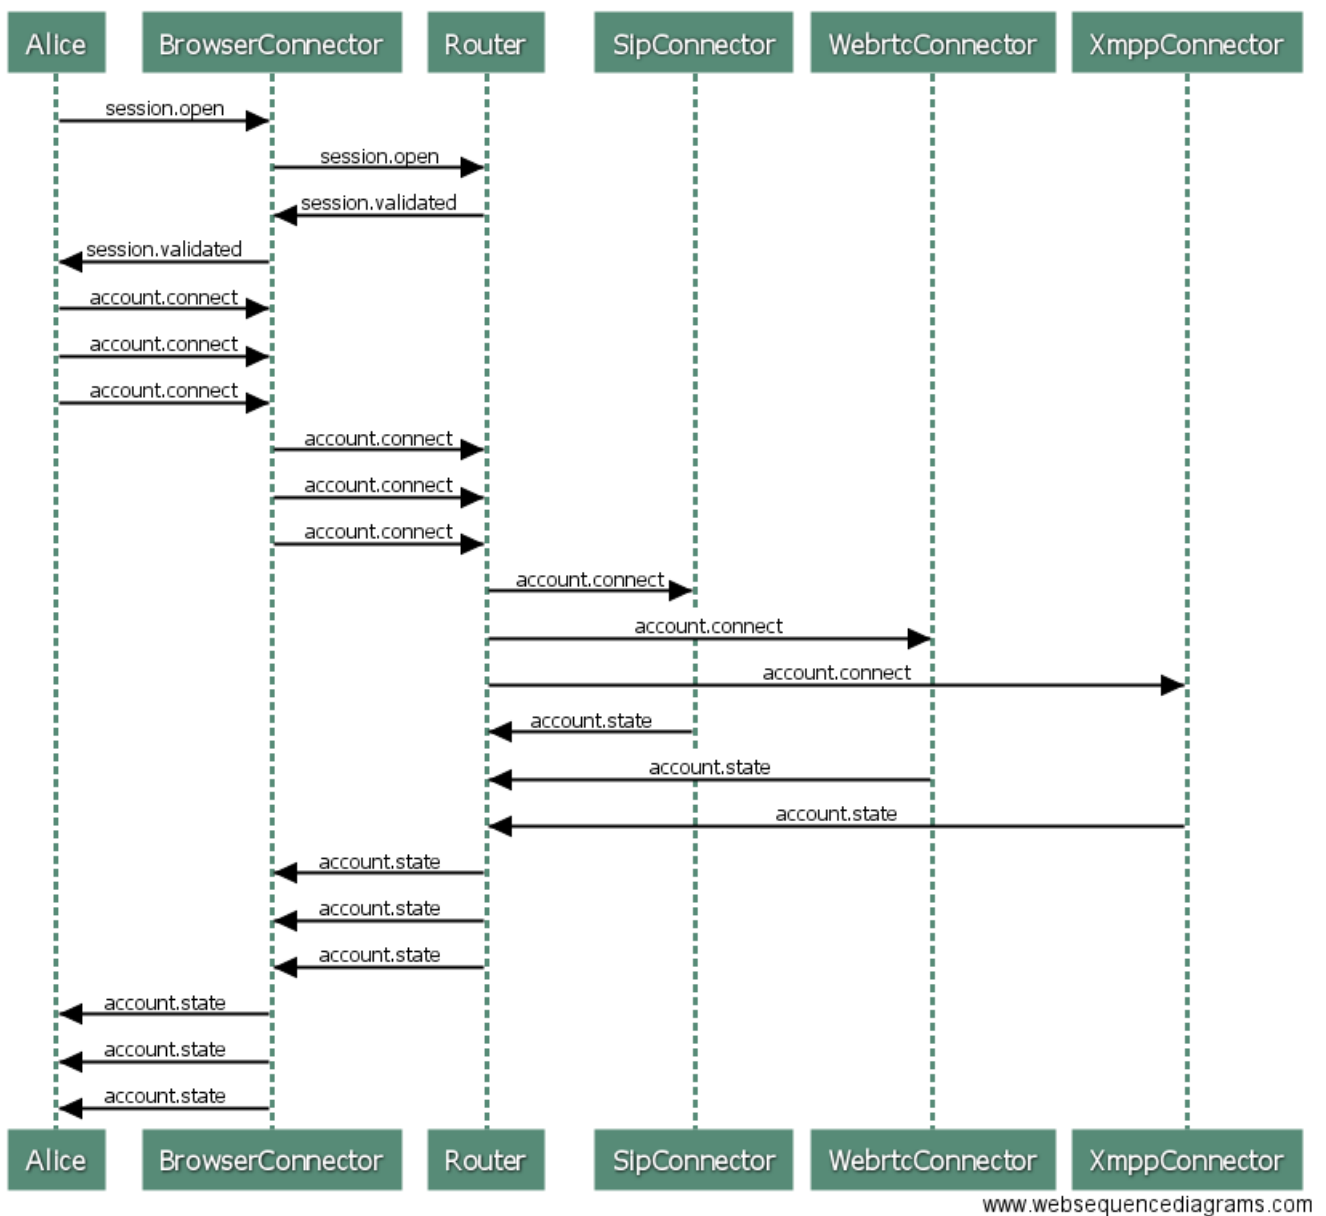 Alice BrowserConnector Router SipConnector WebrtcConnector XmppConnector
session.open
session.open
session.validated
session.validated
account.connect
account.connect
account.connect
account.connect
account.connect
account.connect
account.connect
account.connect
account.connect
account.state
account.state
account.state
account.state
account.state
account.state
account.state
account.state
account.state
Alice BrowserConnector Router SipConnector WebrtcConnector XmppConnector
www.websequencediagrams.com